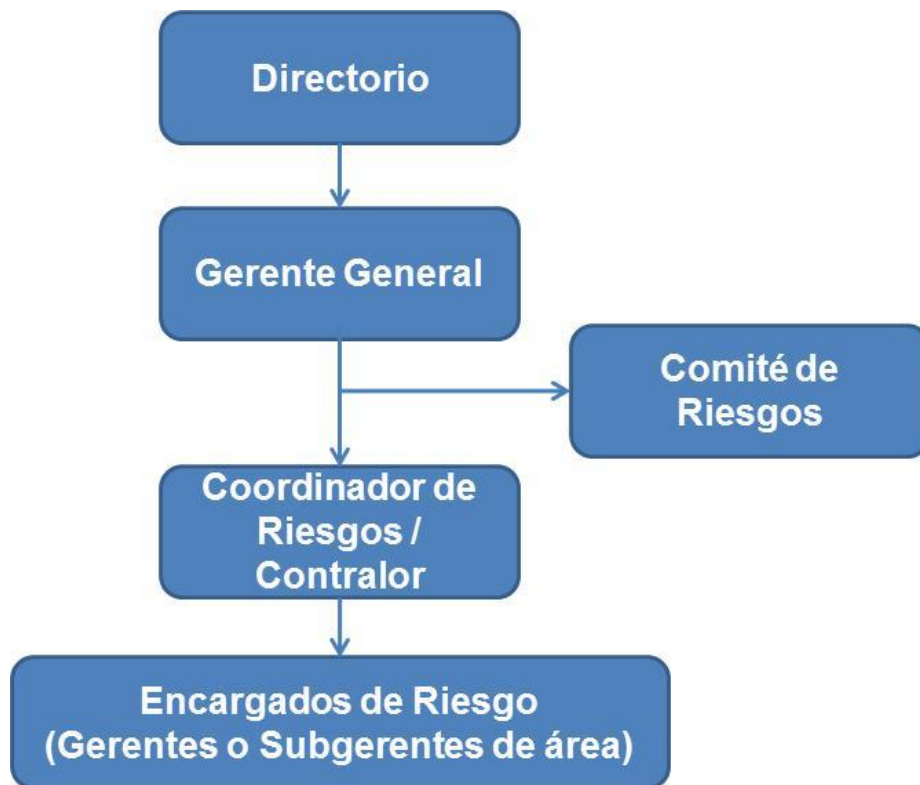 Directorio
Gerente General
Comité de
Riesgos
Coordinador de
Riesgos /
Contralor
Encargados de Riesgo
(Gerentes o Subgerentes de área)